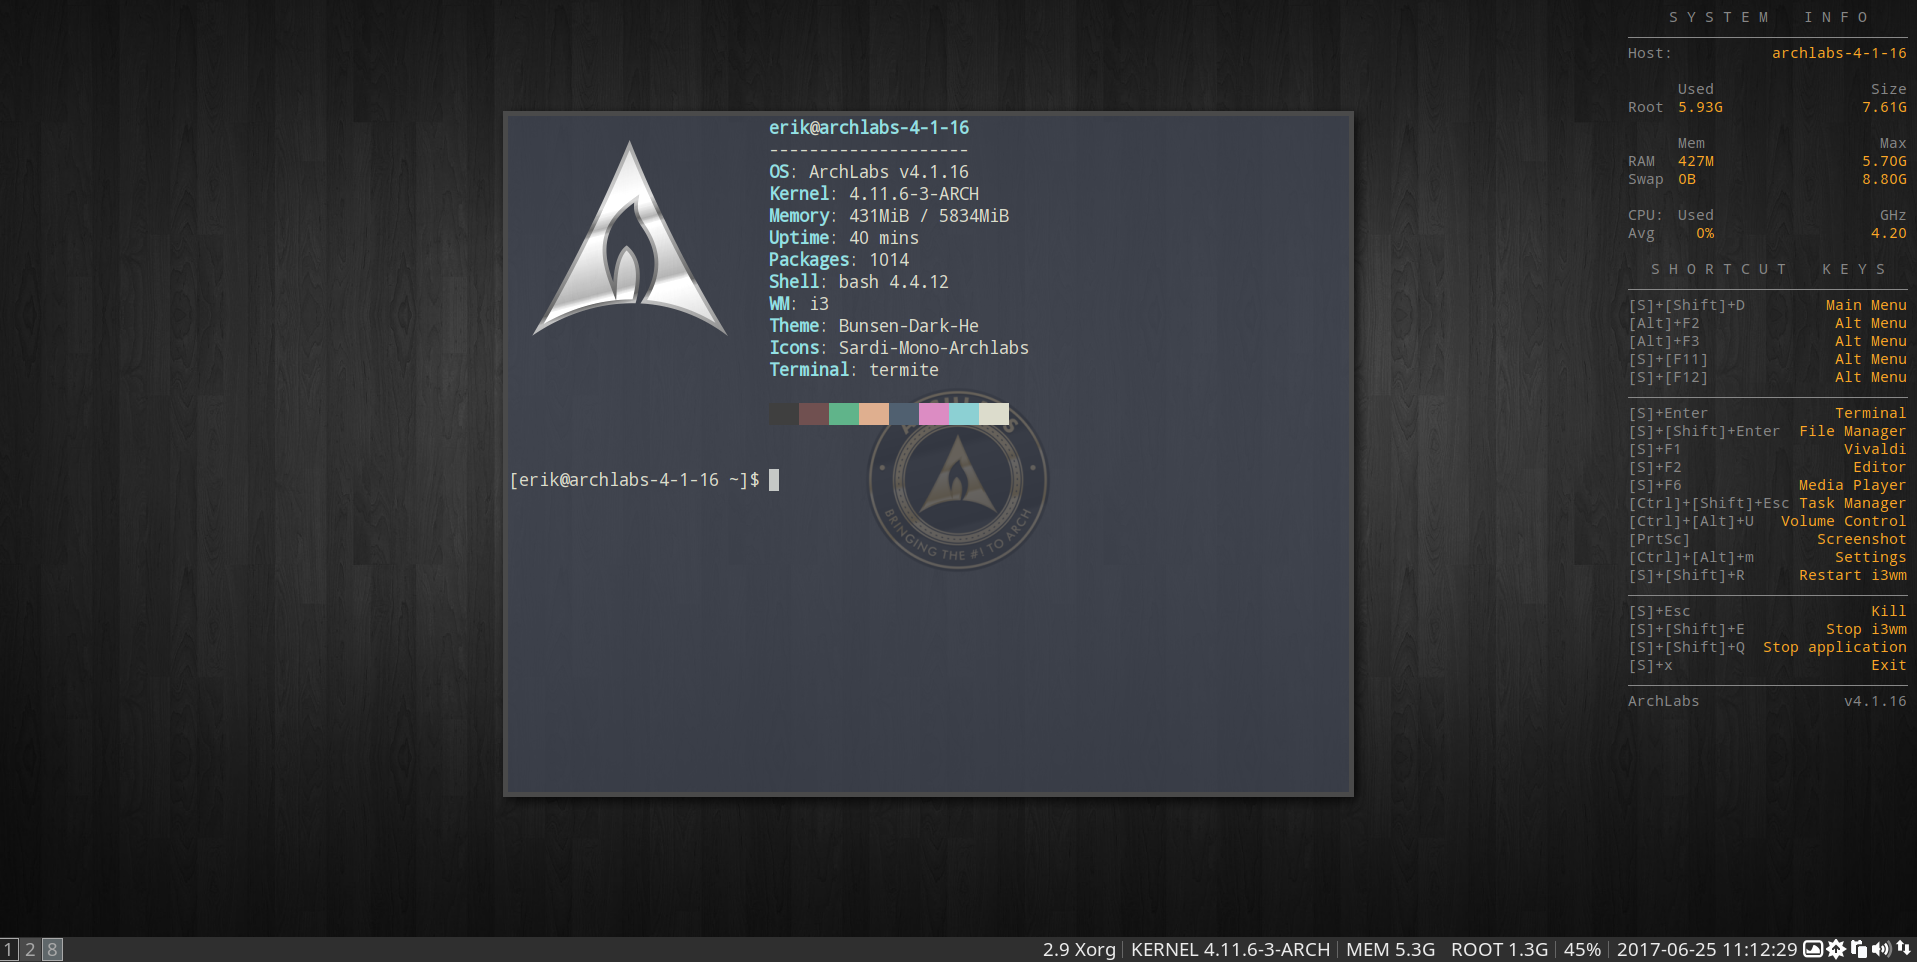 erik@archlabs-4-1-16
--------------------
OS: ArchLabs v4.1.16
Kernel: 4.11.6-3-ARCH
Memory: 431MiB / 5834MiB
Uptime: 40 mins
Packages: 1014
Shell: bash 4.4.12
WM: i3
Theme: Bunsen-Dark-He
Icons: Sardi-Mono-Archlabs
Terminal: termite
[erik@archlabs-4-1-16 ~]$
ARCHLABS
BRINGING THE #! TO ARCH
SYSTEM INFO
Host: archlabs-4-1-16
Used Size
Root 5.93G 7.61G
Mem Max
RAM 427M 5.70G
Swap 0B 8.80G
CPU: Used GHz
Avg 0% 4.20
SHORTCUT KEYS
[S]+[Shift]+D Main Menu
[Alt]+F2 Alt Menu
[Alt]+F3 Alt Menu
[S]+[F11] Alt Menu
[S]+[F12] Alt Menu
[S]+Enter Terminal
[S]+[Shift]+Enter File Manager
[S]+F1 Vivaldi
[S]+F2 Editor
[S]+F6 Media Player
[Ctrl]+[Shift]+Esc Task Manager
[Ctrl]+[Alt]+U Volume Control
[PrtSc] Screenshot
[Ctrl]+[Alt]+m Settings
[S]+[Shift]+R Restart i3wm
[S]+Esc Kill
[S]+[Shift]+E Stop i3wm
[S]+[Shift]+Q Stop application
[S]+x Exit
ArchLabs v4.1.16
1 2 8 2.9 Xorg | KERNEL 4.11.6-3-ARCH | MEM 5.3G ROOT 1.3G | 45% | 2017-06-25 11:12:29